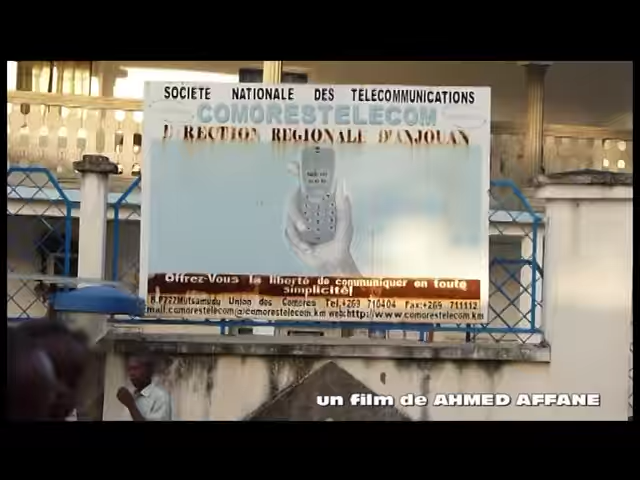 SOCIETE NATIONALE DES TELECOMMUNICATIONS
COMORESTELECOM
RECTION REGIONALE D'ANJOUAN
Offrez-Vous la liberté de communiquer en toute
simplicité!
B.P727Mutsamudu Union des Comores Tel.+269 710404 Fax:+269 711112
mail.comorestelecom@comorestelecom.km web:http://www.comorestelecom.km
un film de AHMED AFFANE